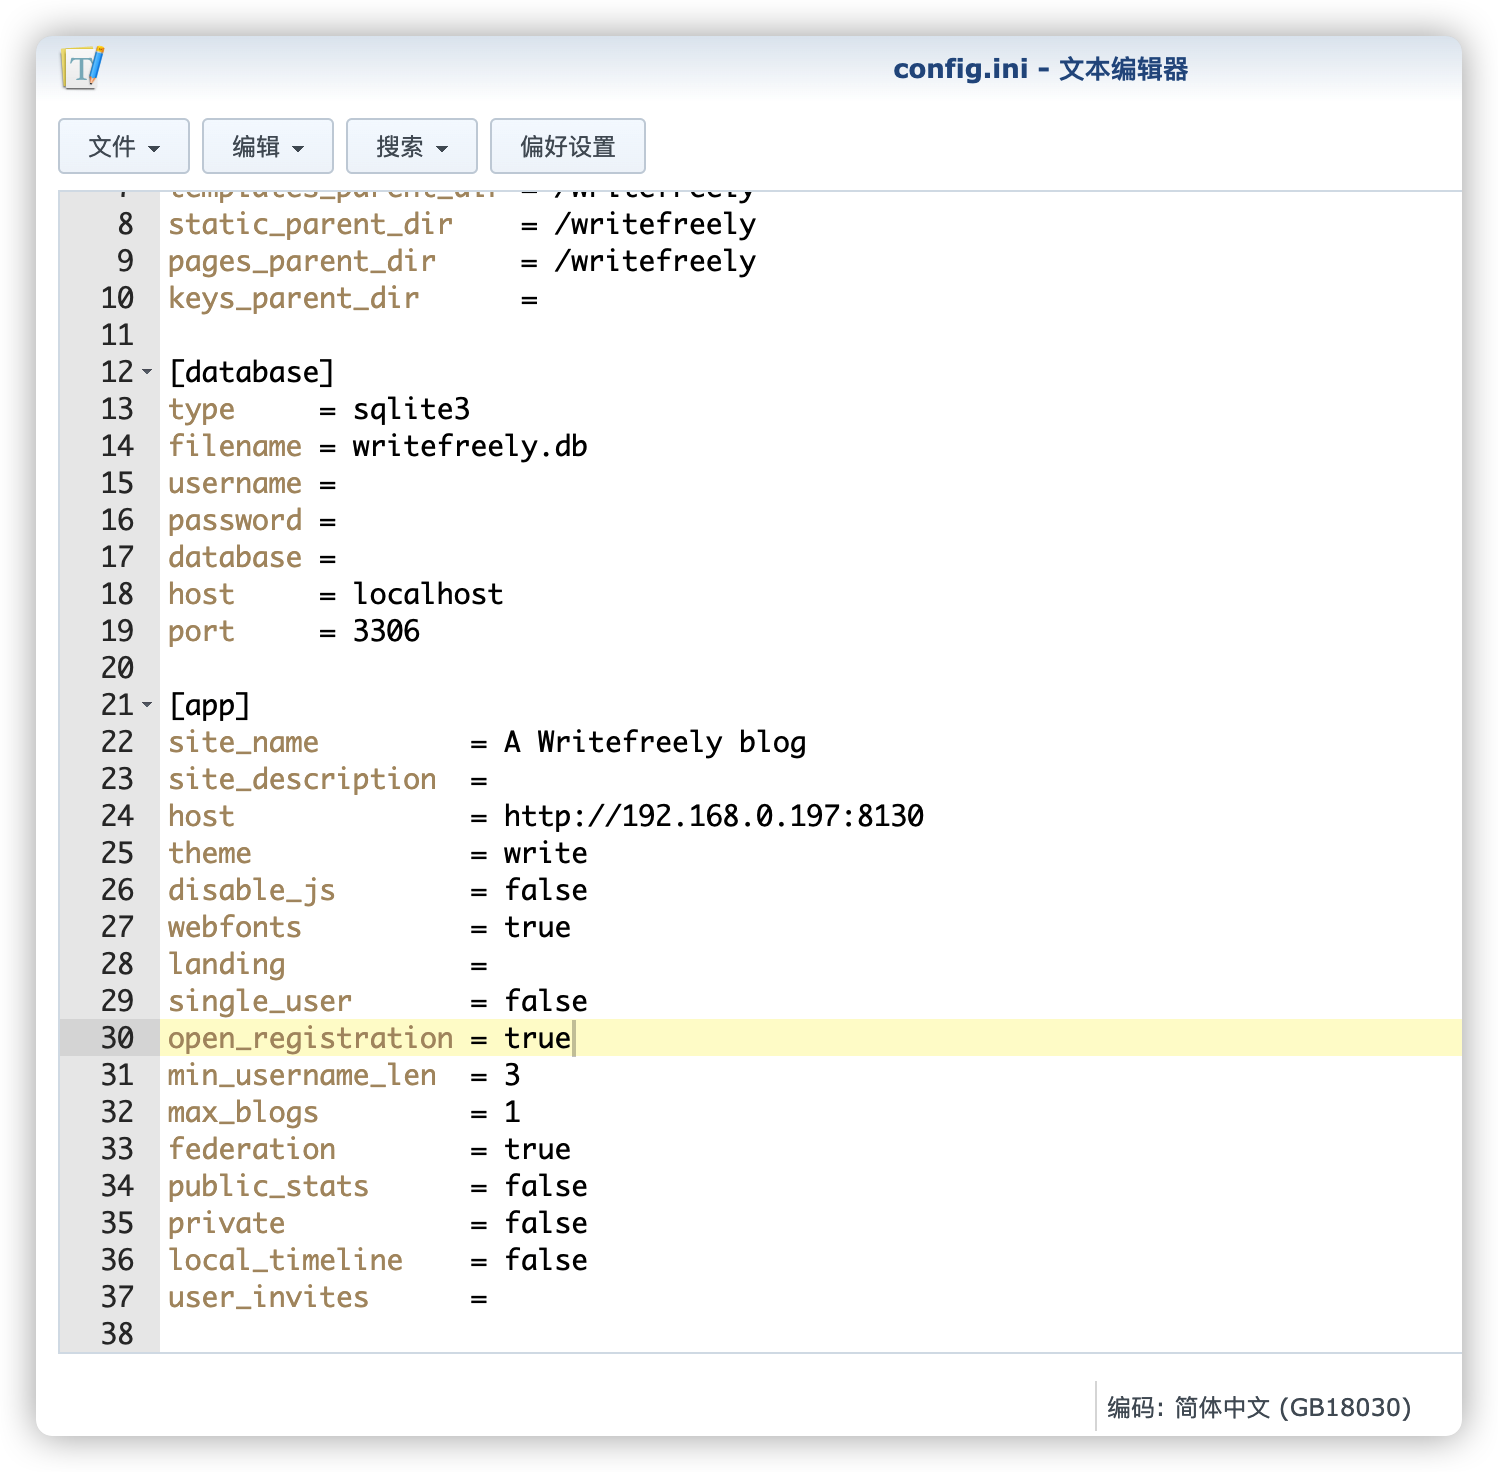 config.ini - 文本编辑器
文件 编辑 搜索 偏好设置
7 templates_parent_dir = /writefreely
8 static_parent_dir = /writefreely
9 pages_parent_dir = /writefreely
10 keys_parent_dir =
11
12 [database]
13 type = sqlite3
14 filename = writefreely.db
15 username =
16 password =
17 database =
18 host = localhost
19 port = 3306
20
21 [app]
22 site_name = A Writefreely blog
23 site_description =
24 host = http://192.168.0.197:8130
25 theme = write
26 disable_js = false
27 webfonts = true
28 landing =
29 single_user = false
30 open_registration = true
31 min_username_len = 3
32 max_blogs = 1
33 federation = true
34 public_stats = false
35 private = false
36 local_timeline = false
37 user_invites =
38
编码: 简体中文 (GB18030)